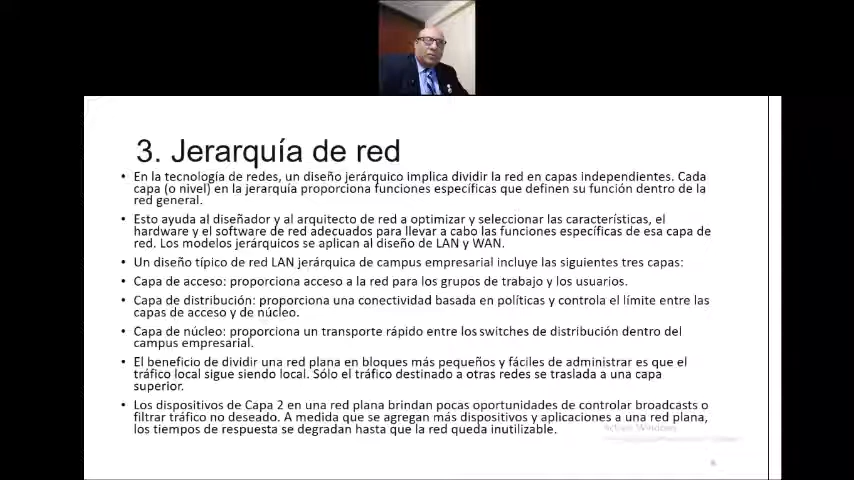 3. Jerarquía de red
• En la tecnología de redes, un diseño jerárquico implica dividir la red en capas independientes. Cada
capa (o nivel) en la jerarquía proporciona funciones específicas que definen su función dentro de la
red general.
• Esto ayuda al diseñador y al arquitecto de red a optimizar y seleccionar las características, el
hardware y el software de red adecuados para llevar a cabo las funciones específicas de esa capa de
red. Los modelos jerárquicos se aplican al diseño de LAN y WAN.
• Un diseño típico de red LAN jerárquica de campus empresarial incluye las siguientes tres capas:
• Capa de acceso: proporciona acceso a la red para los grupos de trabajo y los usuarios.
• Capa de distribución: proporciona una conectividad basada en políticas y controla el límite entre las
capas de acceso y de núcleo.
• Capa de núcleo: proporciona un transporte rápido entre los switches de distribución dentro del
campus empresarial.
• El beneficio de dividir una red plana en bloques más pequeños y fáciles de administrar es que el
tráfico local sigue siendo local. Sólo el tráfico destinado a otras redes se traslada a una capa
superior.
• Los dispositivos de Capa 2 en una red plana brindan pocas oportunidades de controlar broadcasts o
filtrar tráfico no deseado. A medida que se agregan más dispositivos y aplicaciones a una red plana,
los tiempos de respuesta se degradan hasta que la red queda inutilizable.
Activar Windows